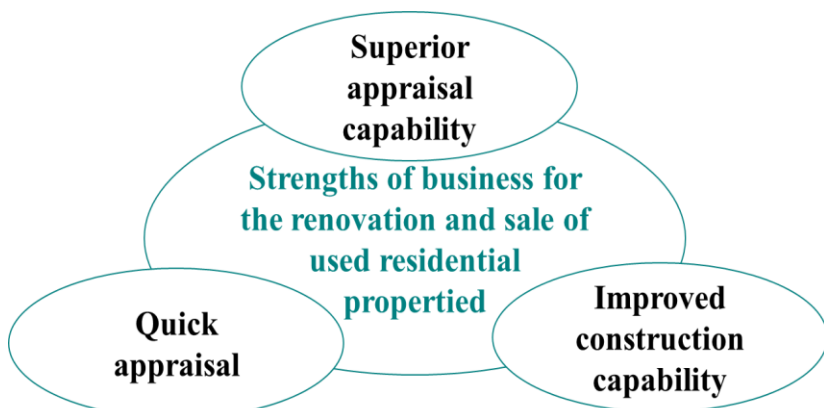 Superior
appraisal
capability
Strengths of business for
the renovation and sale of
used residential
propertied
Quick
appraisal
Improved
construction
capability